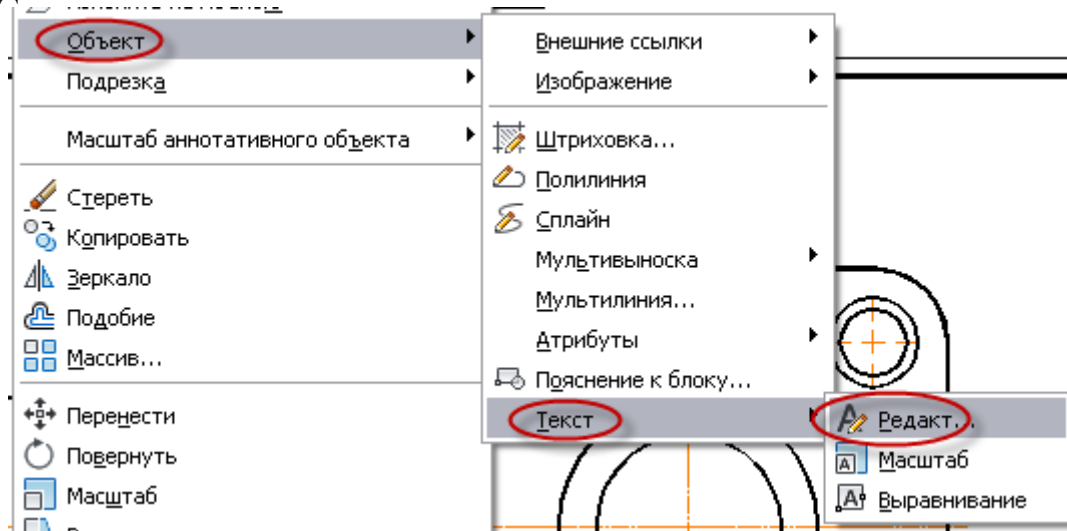 Объект
Подрезка
Масштаб аннотативного объекта
Стереть
Копировать
Зеркало
Подобие
Массив...
Перенести
Повернуть
Масштаб
Внешние ссылки
Изображение
Штриховка...
Полилиния
Сплайн
Мультивыноска
Мультилиния...
Атрибуты
Пояснение к блоку...
Текст
Редакт...
Масштаб
Выравнивание